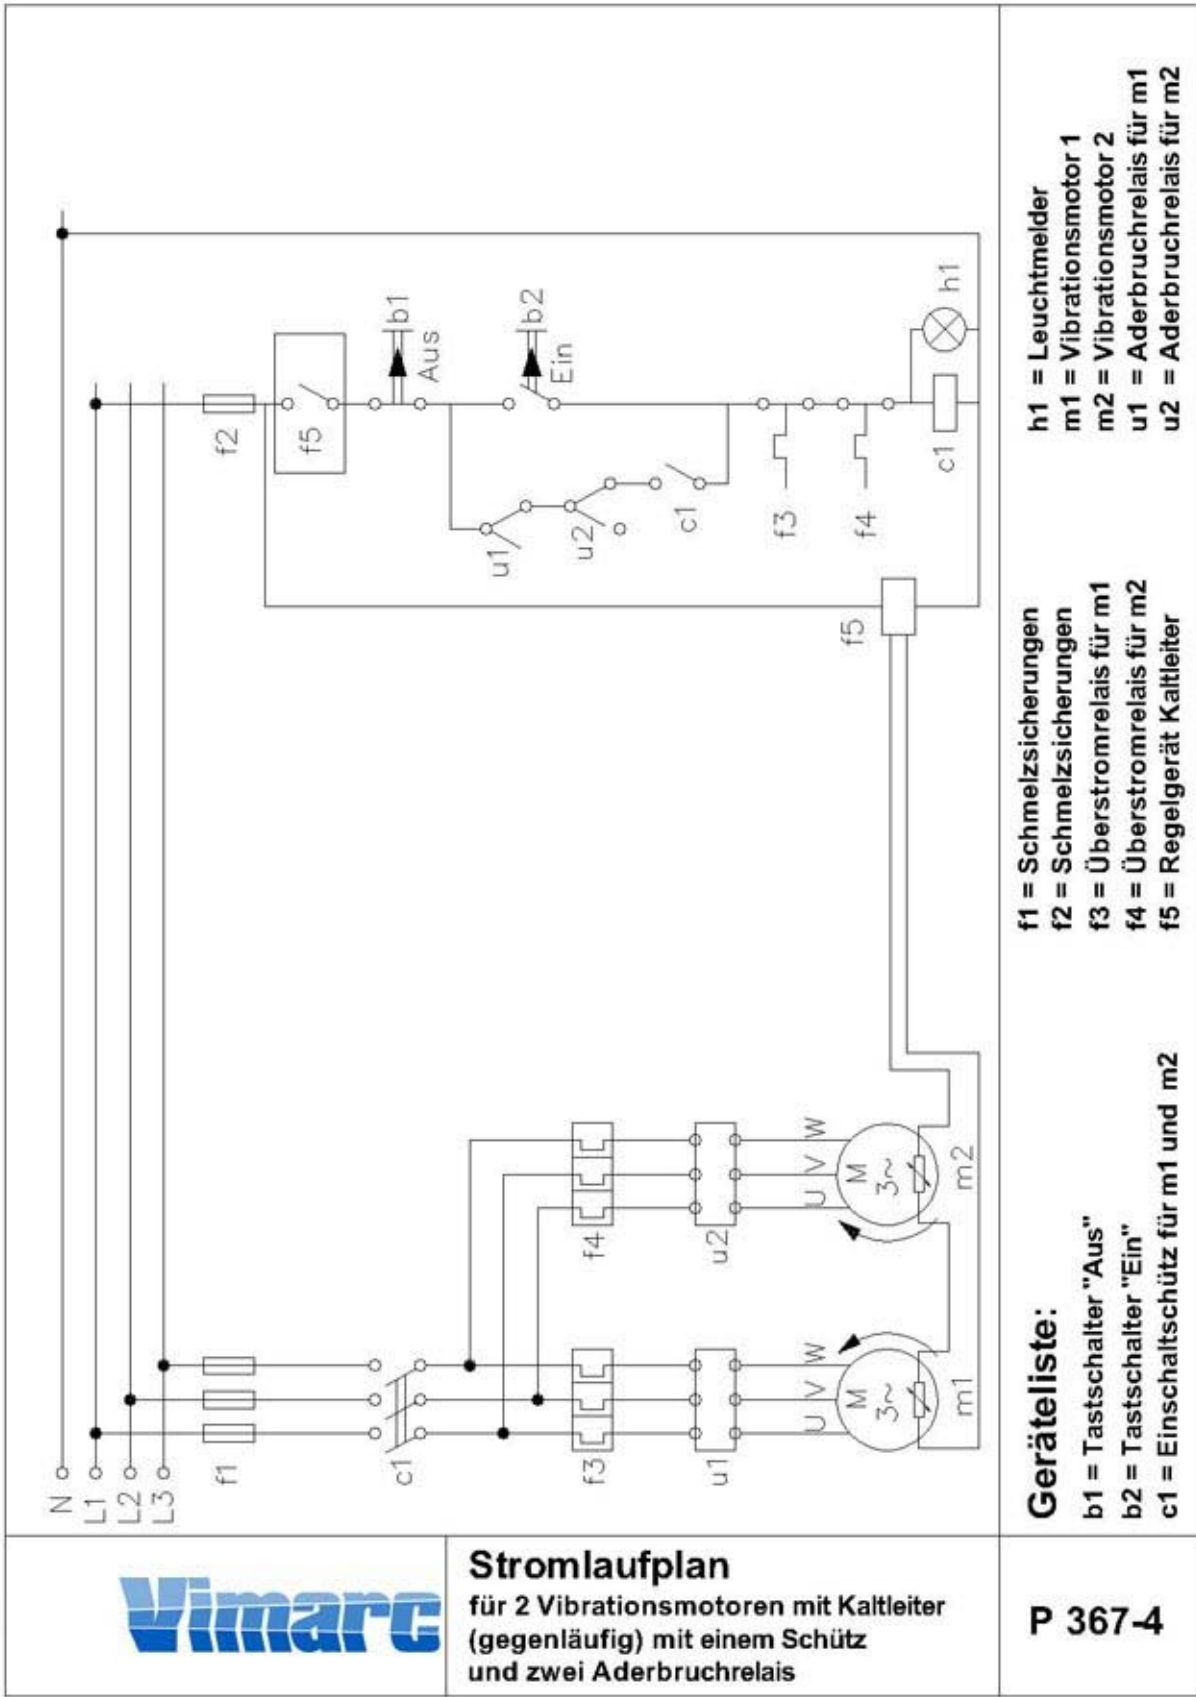 N
L1
L2
L3
f1
c1
f3
u1
U V W
M
3~
m1
f4
u2
U V W
M
3~
m2
f2
f5
b1
Aus
b2
Ein
u1
u2
c1
f3
f4
f5
c1
h1
Geräteliste:
b1 = Tastschalter "Aus"
b2 = Tastschalter "Ein"
c1 = Einschaltschütz für m1 und m2
f1 = Schmelzsicherungen
f2 = Schmelzsicherungen
f3 = Überstromrelais für m1
f4 = Überstromrelais für m2
f5 = Regelgerät Kaltleiter
h1 = Leuchtmelder
m1 = Vibrationsmotor 1
m2 = Vibrationsmotor 2
u1 = Aderbruchrelais für m1
u2 = Aderbruchrelais für m2
Vimarc
Stromlaufplan
für 2 Vibrationsmotoren mit Kaltleiter
(gegenläufig) mit einem Schütz
und zwei Aderbruchrelais
P 367-4